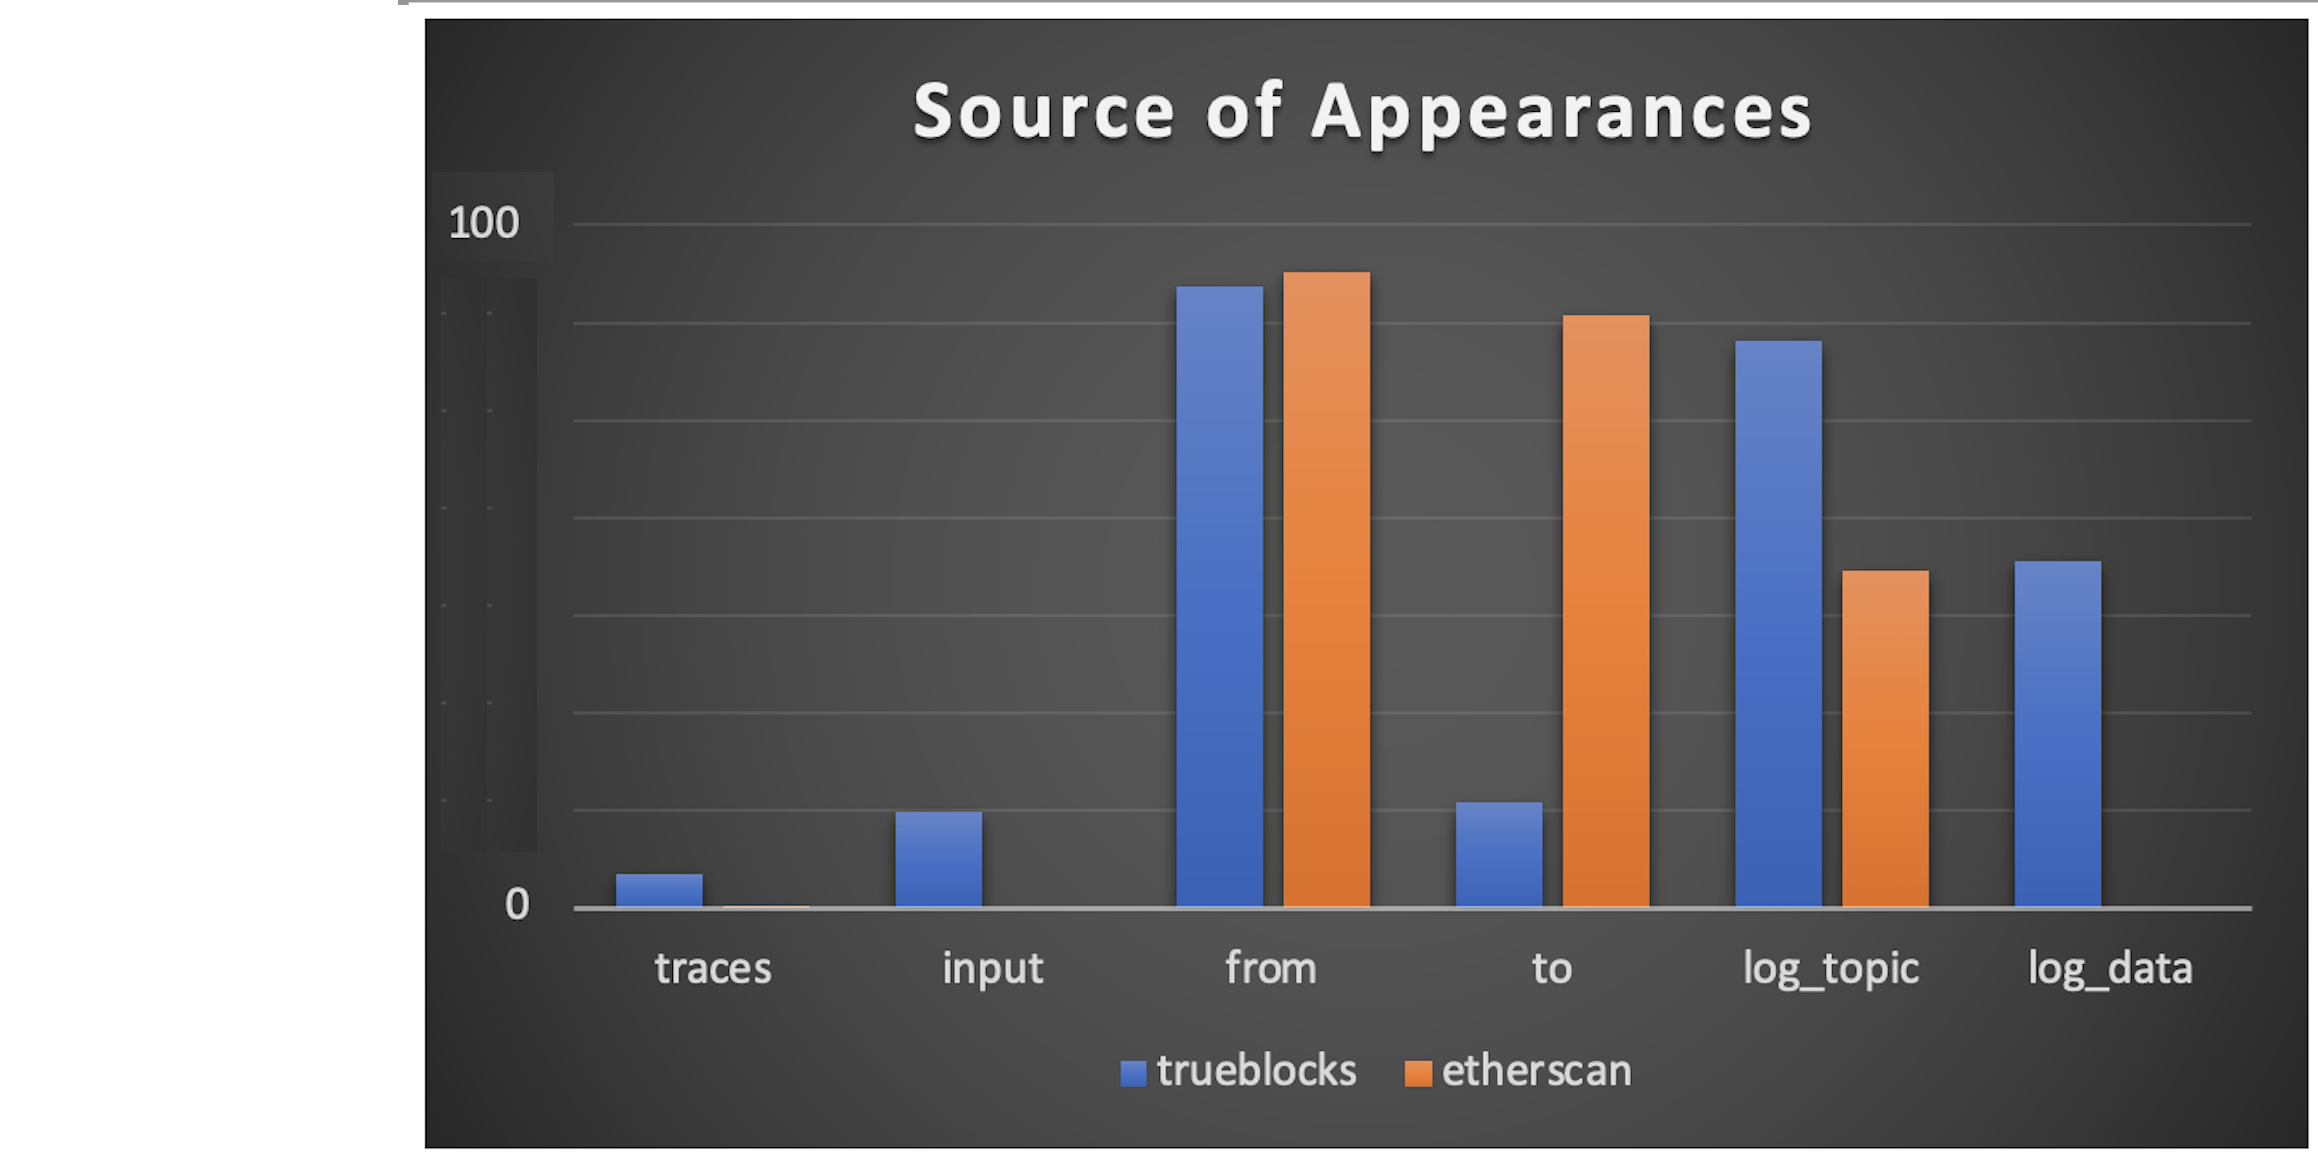 Source of Appearances
100
0
traces input from to log_topic log_data
trueblocks etherscan